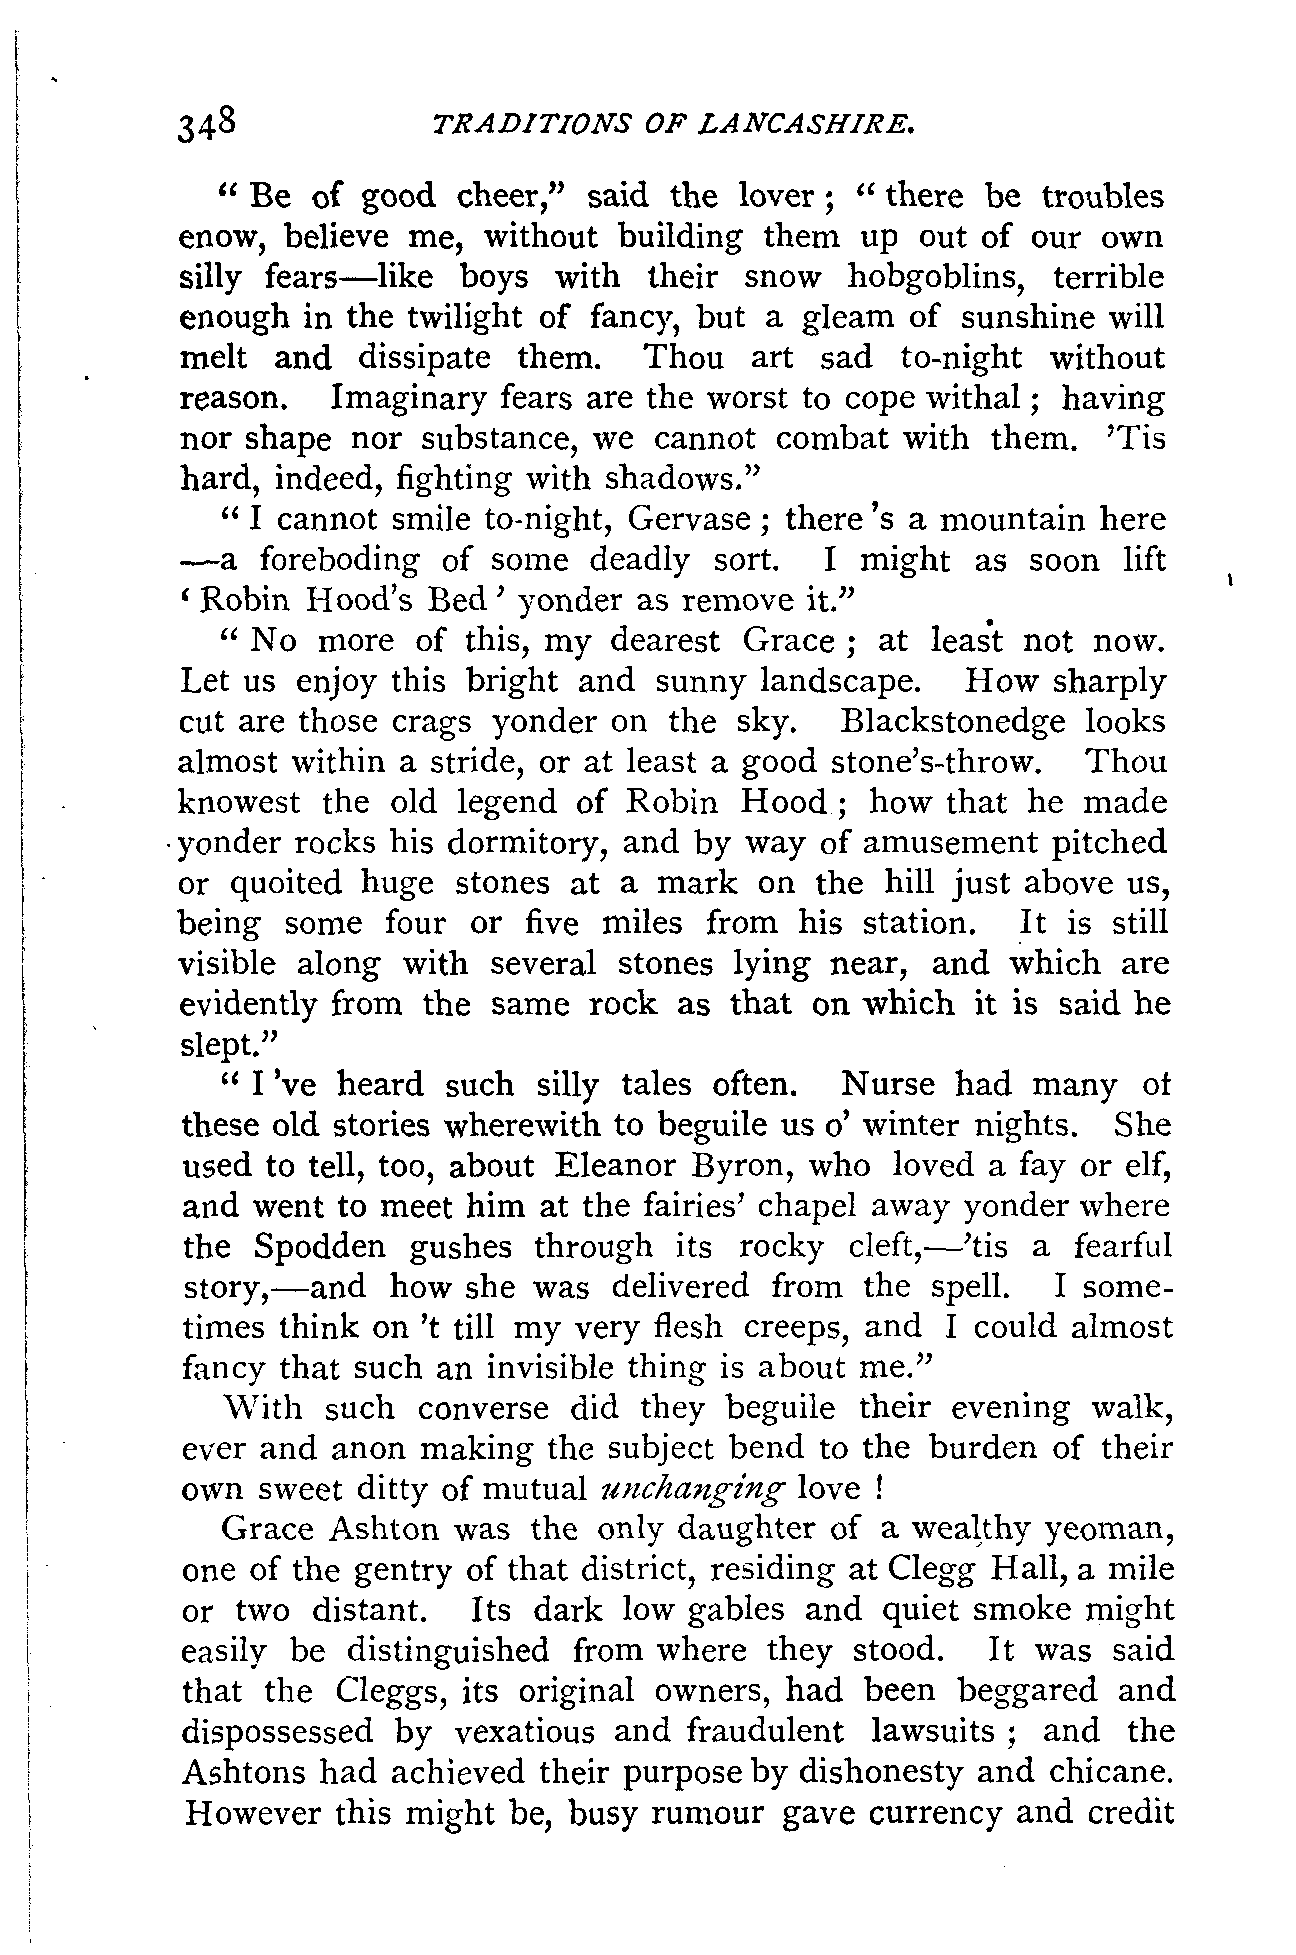 348 TRADITIONS OF LANCASHIRE.
“ Be of good cheer,” said the lover ; “ there be troubles
enow, believe me, without building them up out of our own
silly fears—like boys with their snow hobgoblins, terrible
enough in the twilight of fancy, but a gleam of sunshine will
melt and dissipate them. Thou art sad to-night without
reason. Imaginary fears are the worst to cope withal ; having
nor shape nor substance, we cannot combat with them. ’Tis
hard, indeed, fighting with shadows.”
“ I cannot smile to-night, Gervase ; there ’s a mountain here
—a foreboding of some deadly sort. I might as soon lift
‘ Robin Hood’s Bed ’ yonder as remove it.”
“ No more of this, my dearest Grace ; at least not now.
Let us enjoy this bright and sunny landscape. How sharply
cut are those crags yonder on the sky. Blackstonedge looks
almost within a stride, or at least a good stone’s-throw. Thou
knowest the old legend of Robin Hood ; how that he made
yonder rocks his dormitory, and by way of amusement pitched
or quoited huge stones at a mark on the hill just above us,
being some four or five miles from his station. It is still
visible along with several stones lying near, and which are
evidently from the same rock as that on which it is said he
slept.”
“ I ’ve heard such silly tales often. Nurse had many of
these old stories wherewith to beguile us o’ winter nights. She
used to tell, too, about Eleanor Byron, who loved a fay or elf,
and went to meet him at the fairies’ chapel away yonder where
the Spodden gushes through its rocky cleft,—’tis a fearful
story,—and how she was delivered from the spell. I some-
times think on ’t till my very flesh creeps, and I could almost
fancy that such an invisible thing is about me.”
With such converse did they beguile their evening walk,
ever and anon making the subject bend to the burden of their
own sweet ditty of mutual unchanging love !
Grace Ashton was the only daughter of a wealthy yeoman,
one of the gentry of that district, residing at Clegg Hall, a mile
or two distant. Its dark low gables and quiet smoke might
easily be distinguished from where they stood. It was said
that the Cleggs, its original owners, had been beggared and
dispossessed by vexatious and fraudulent lawsuits ; and the
Ashtons had achieved their purpose by dishonesty and chicane.
However this might be, busy rumour gave currency and credit